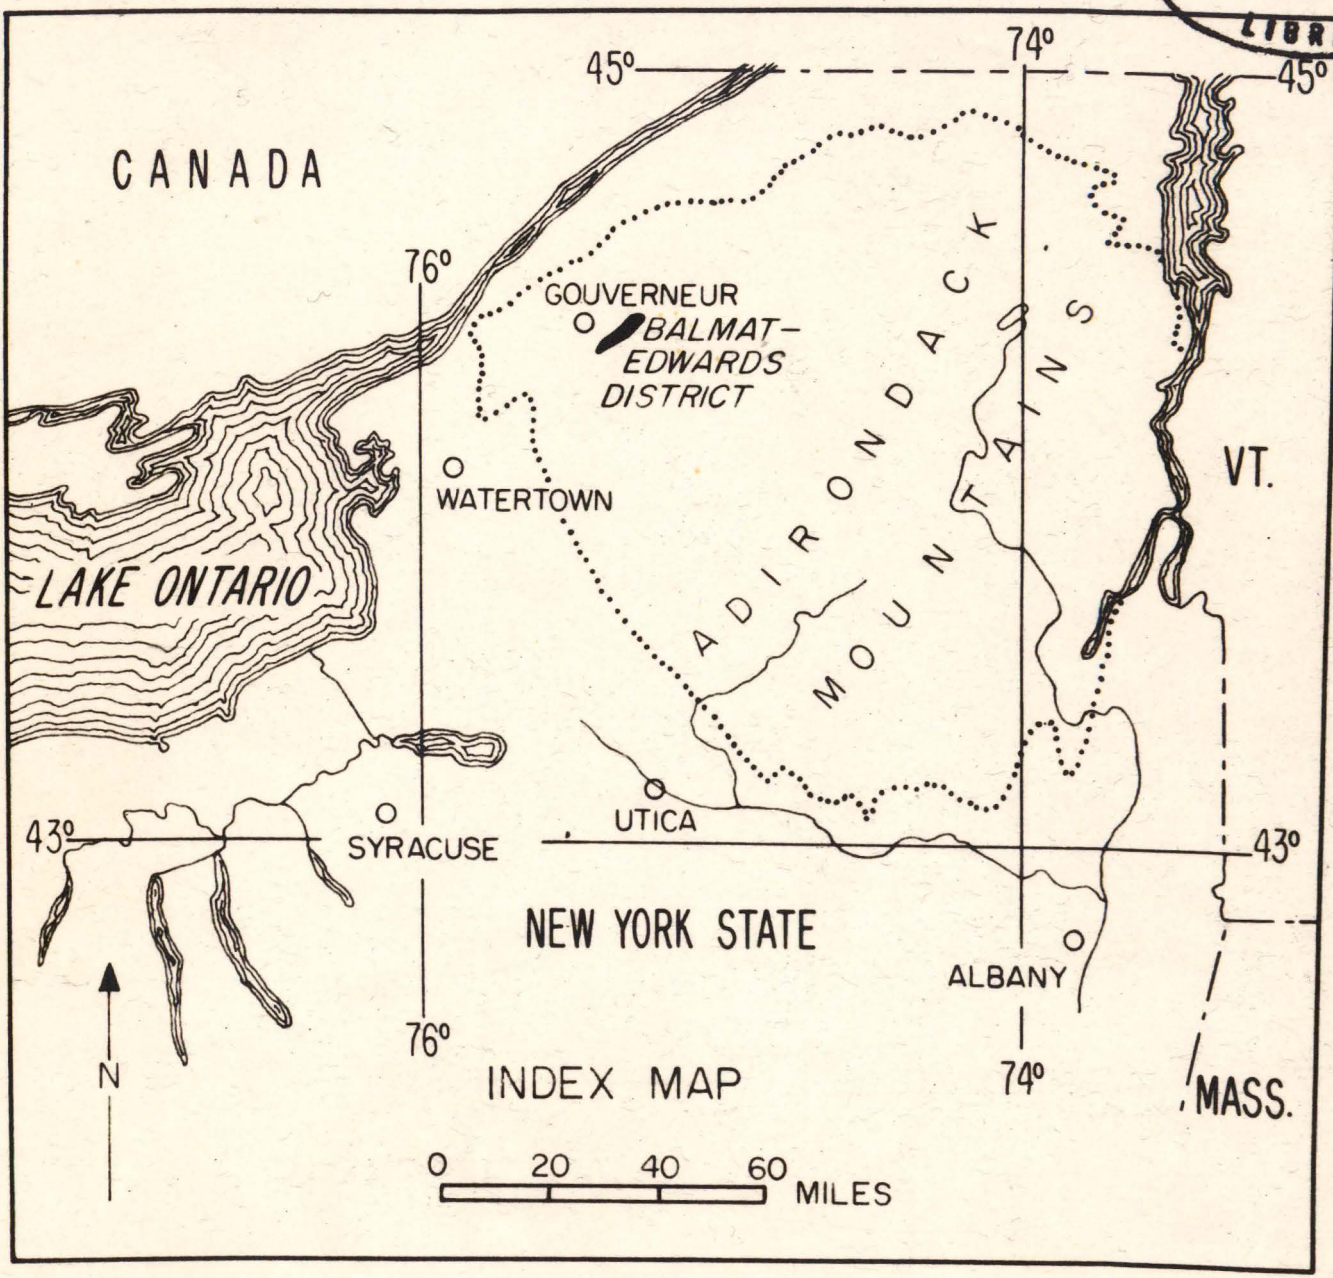 74°
45°
45°
CANADA
76°
GOUVERNEUR
BALMAT-
EDWARDS
DISTRICT
ADIRONDACK
MOUNTAINS
VT.
WATERTOWN
LAKE ONTARIO
UTICA
43°
SYRACUSE
43°
NEW YORK STATE
ALBANY
76°
74°
N
INDEX MAP
MASS.
0 20 40 60 MILES